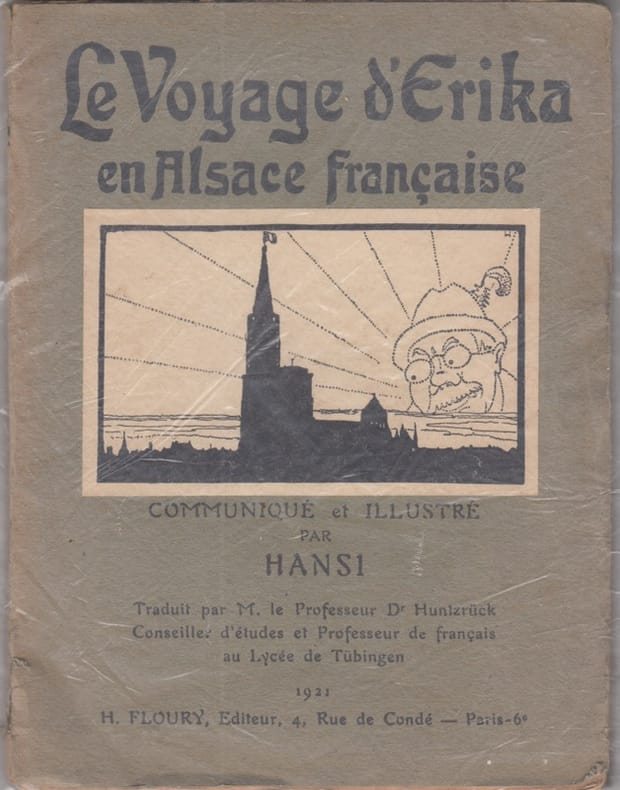 Le Voyage d'Erika
en Alsace française
COMMUNIQUÉ et ILLUSTRÉ
PAR
HANSI
Traduit par M. le Professeur Dr Huntzrück
Conseiller d'études et Professeur de français
au Lycée de Tübingen
1921
H. FLOURY, Editeur, 4, Rue de Condé — Paris-6e